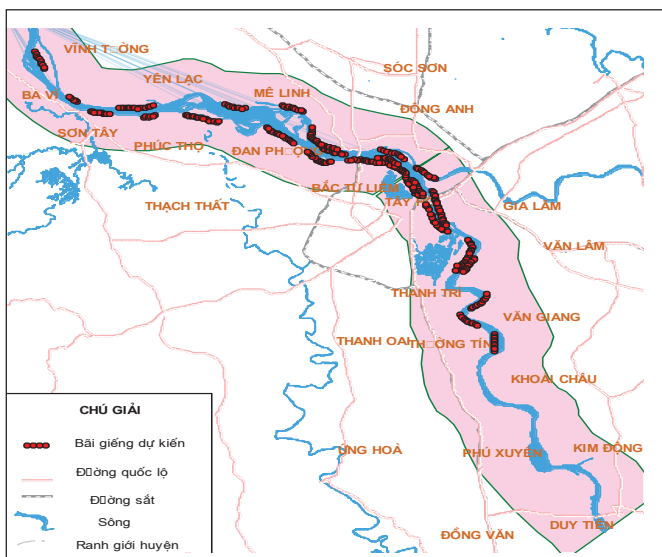 VĨNH T□ỜNG
SÓC SƠN
YÊN LẠC
MÊ LINH
BA VÌ
ĐÔNG ANH
SƠN TÂY
PHÚC THỌ
ĐAN PH□ỢNG
BẮC TỪ LIÊM
TÂY
THẠCH THẤT
GIA LÂM
VĂN LÂM
THANH TRÌ
VĂN GIANG
THANH OAI
TH□ỜNG TÍN
KHOÁI CHÂU
ỨNG HOÀ
PHÚ XUYÊN
KIM ĐỘNG
DUY TIÊN
ĐỒNG VĂN
CHÚ GIẢI
Bãi giếng dự kiến
Đ□ờng quốc lộ
Đ□ờng sắt
Sông
Ranh giới huyện